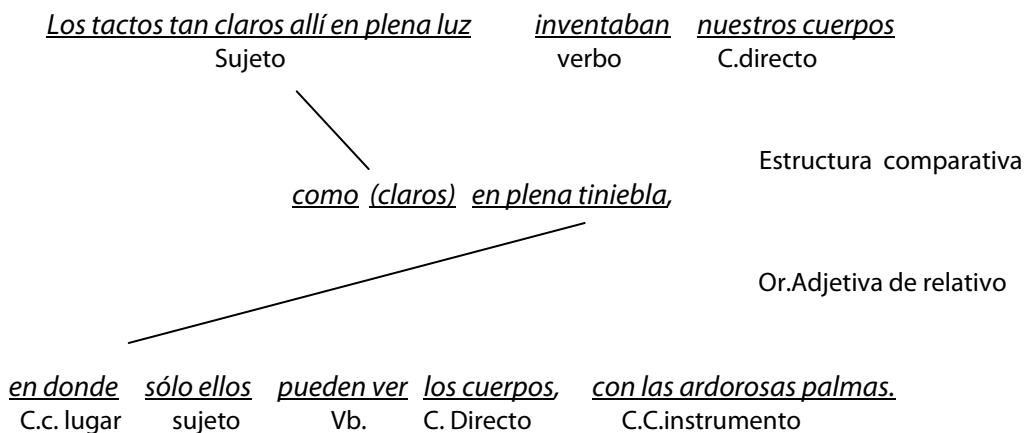 Los tactos tan claros allí en plena luz inventaban nuestros cuerpos
Sujeto verbo C.directo
Estructura comparativa
como (claros) en plena tiniebla,
Or.Adjetiva de relativo
en donde sólo ellos pueden ver los cuerpos, con las ardorosas palmas.
C.c. lugar sujeto Vb. C. Directo C.C.instrumento